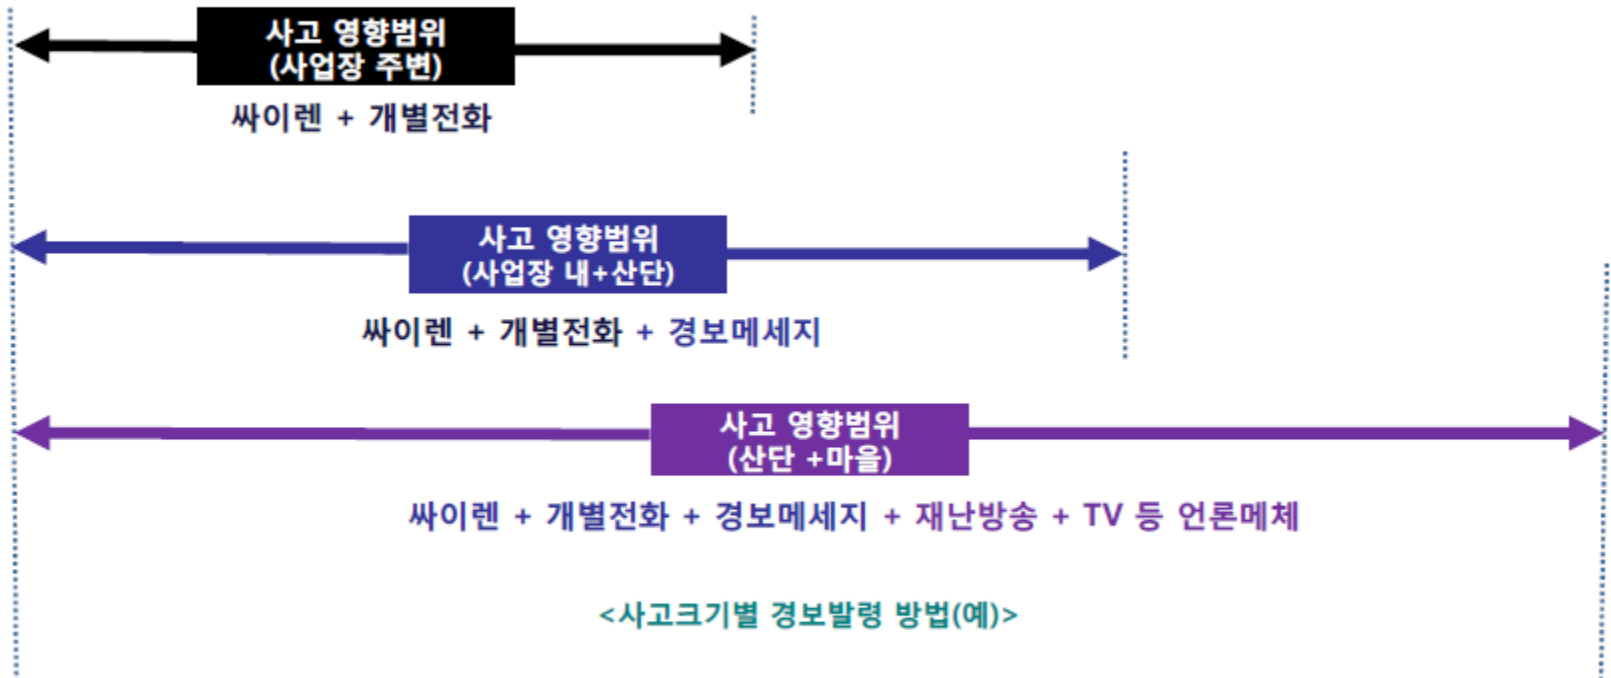 사고 영향범위
(사업장 주변)
싸이렌 + 개별전화
사고 영향범위
(사업장 내+산단)
싸이렌 + 개별전화 + 경보메세지
사고 영향범위
(산단 +마을)
싸이렌 + 개별전화 + 경보메세지 + 재난방송 + TV 등 언론메체
<사고크기별 경보발령 방법(예)>